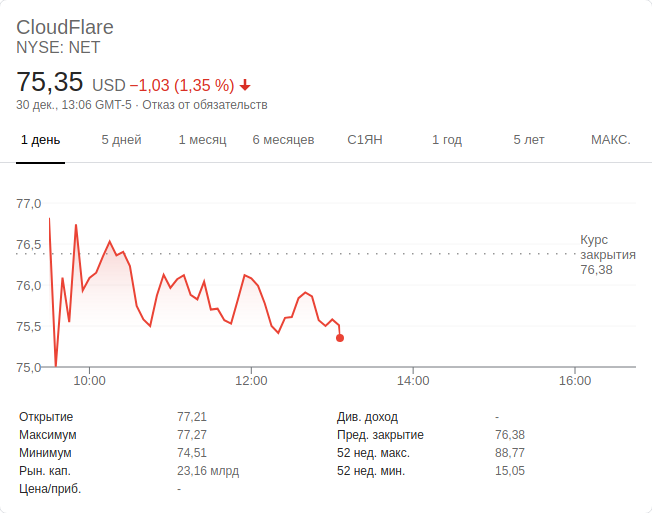 CloudFlare
NYSE: NET
75,35 USD −1,03 (1,35 %)
30 дек., 13:06 GMT-5 · Отказ от обязательств
1 день 5 дней 1 месяц 6 месяцев С1ЯН 1 год 5 лет МАКС.
77,0
76,5
76,0
75,5
75,0
Курс
закрытия
76,38
10:00 12:00 14:00 16:00
Открытие 77,21
Максимум 77,27
Минимум 74,51
Рын. кап. 23,16 млрд
Цена/приб. -
Див. доход -
Пред. закрытие 76,38
52 нед. макс. 88,77
52 нед. мин. 15,05